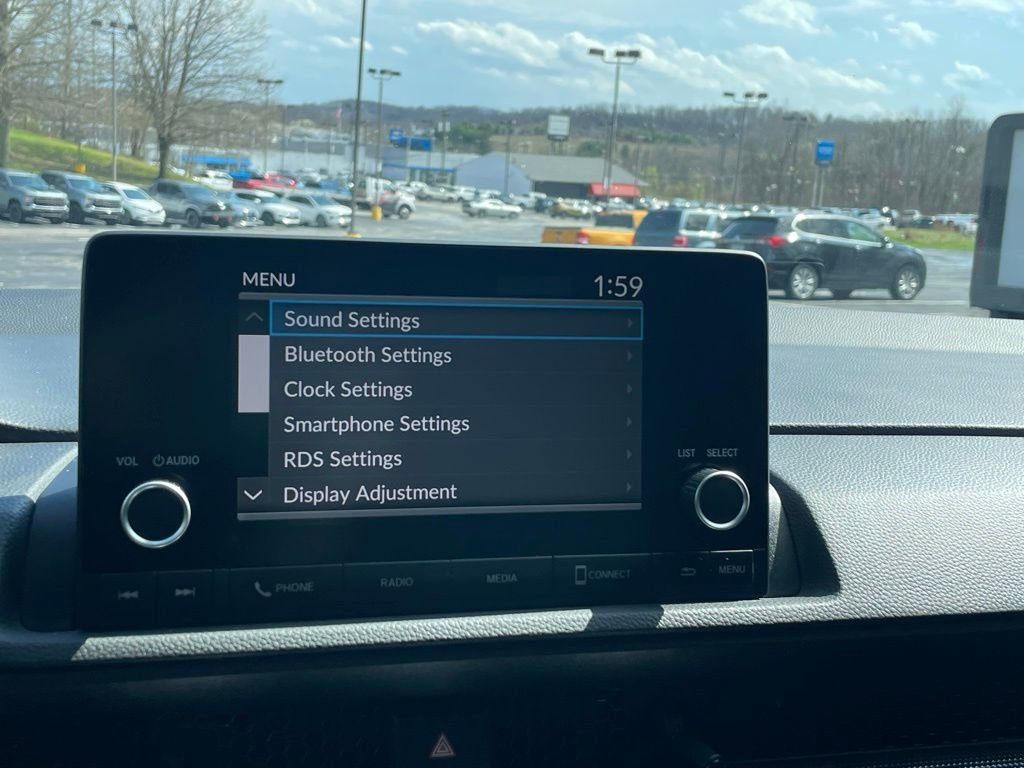 MENU 1:59
Sound Settings
Bluetooth Settings
Clock Settings
Smartphone Settings
RDS Settings
Display Adjustment
VOL AUDIO
LIST SELECT
PHONE RADIO MEDIA CONNECT MENU